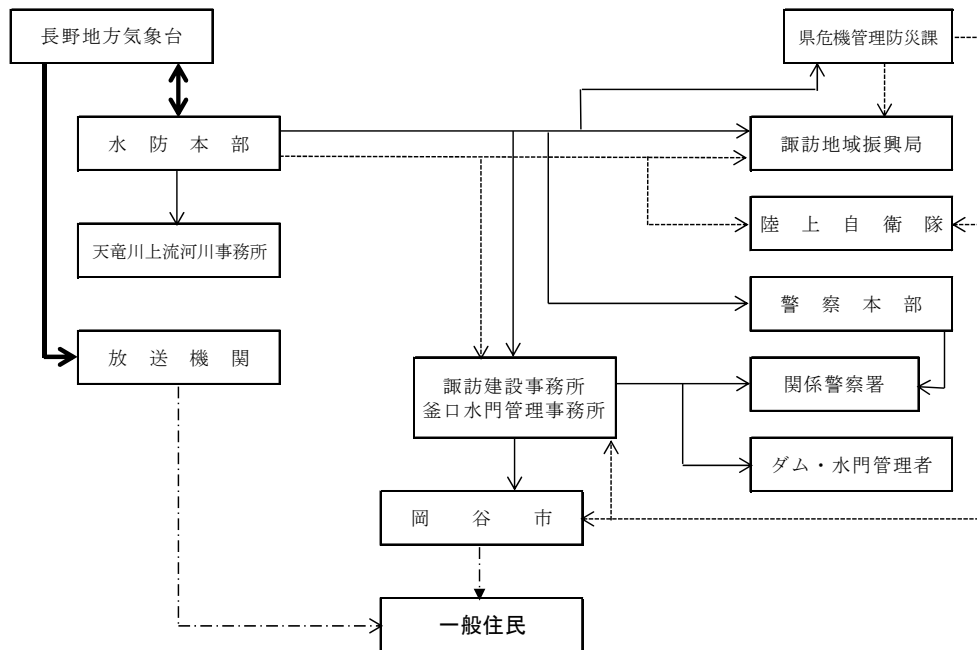 長野地方気象台
県危機管理防災課
水防本部
諏訪地域振興局
陸上自衛隊
天竜川上流河川事務所
警察本部
放送機関
諏訪建設事務所
釜口水門管理事務所
関係警察署
ダム・水門管理者
岡谷市
一般住民